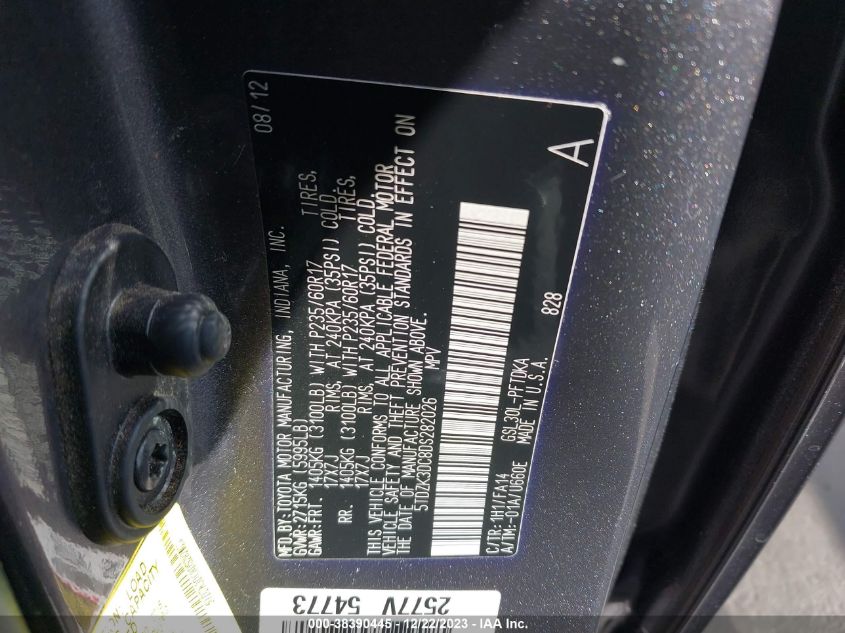 MFD.BY:TOYOTA MOTOR MANUFACTURING, INDIANA, INC. 08/12
GVWR:2715KG (5995LB)
GAWR:FRT. 1405KG (3100LB) WITH P235/60R17 TIRES,
17X7J RIMS, AT 240KPA (35PSI) COLD.
RR. 1405KG (3100LB) WITH P235/60R17 TIRES,
17X7J RIMS, AT 240KPA (35PSI) COLD.
THIS VEHICLE CONFORMS TO ALL APPLICABLE FEDERAL MOTOR
VEHICLE SAFETY AND THEFT PREVENTION STANDARDS IN EFFECT ON
THE DATE OF MANUFACTURE SHOWN ABOVE.
5TDZK3DC8DS282026 MPV
C/TR:1H1/FA14 GSL30L-PFTDKA
A/TM:-01A/U660E MADE IN U.S.A. 828
A
2577V 54773
LOAD
CAPACITY
© 000 - 38390445 - 12/22/2023 - IAA Inc.